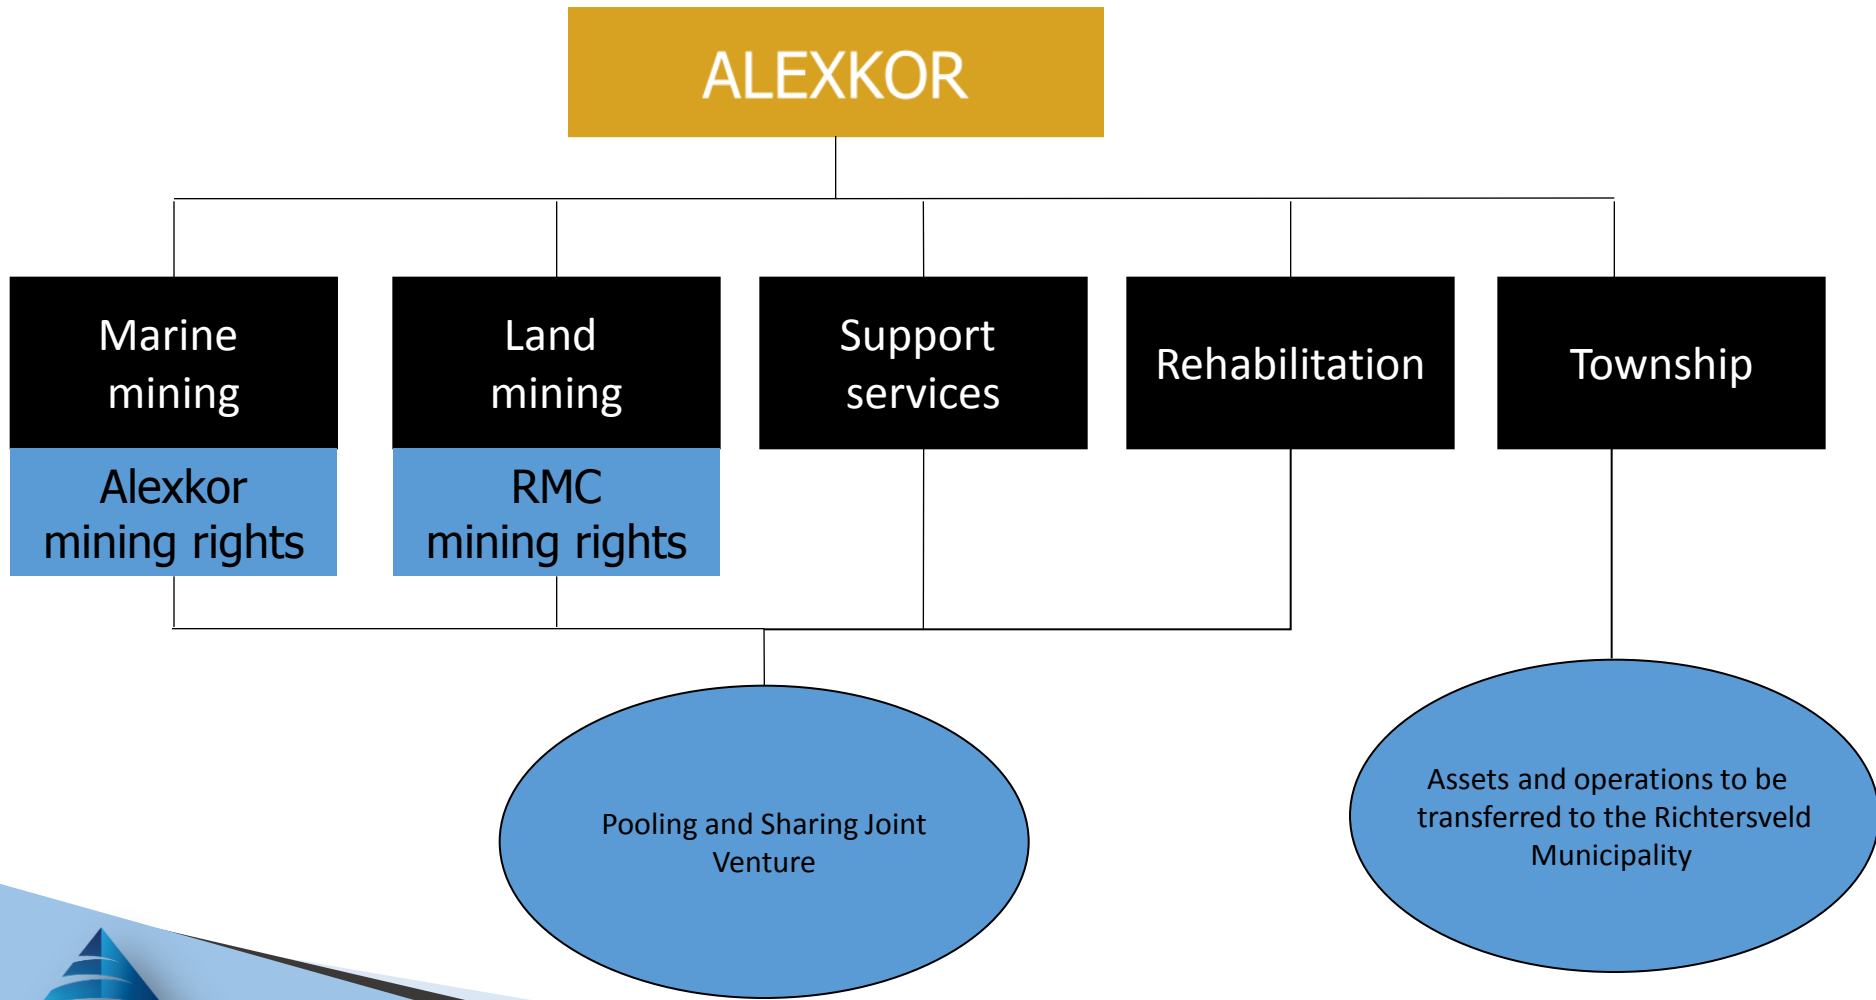 ALEXKOR
Marine
mining
Land
mining
Support
services
Rehabilitation
Township
Alexkor
mining rights
RMC
mining rights
Pooling and Sharing Joint
Venture
Assets and operations to be
transferred to the Richtersveld
Municipality